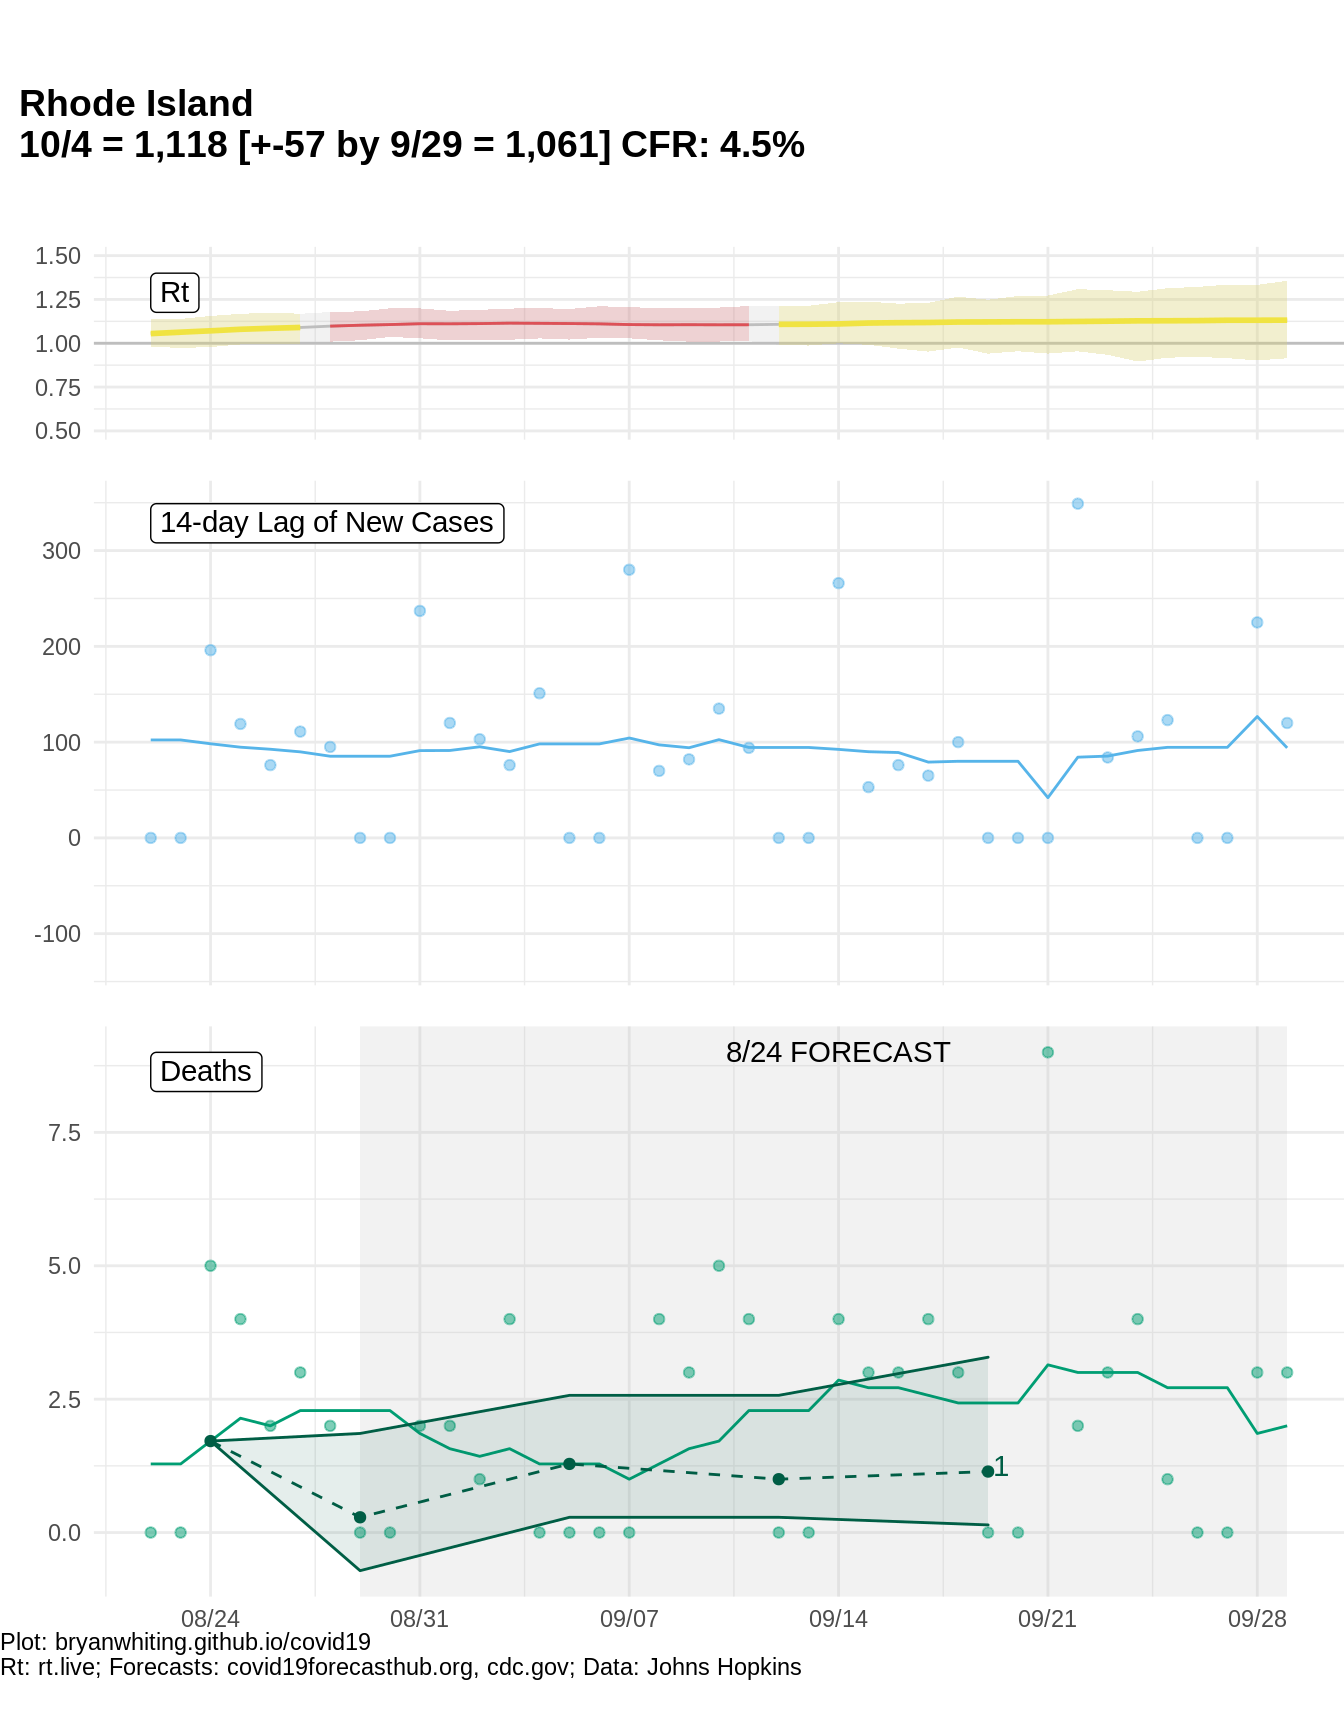 Rhode Island
10/4 = 1,118 [+-57 by 9/29 = 1,061] CFR: 4.5%
1.50
Rt
1.25
1.00
0.75
0.50
14-day Lag of New Cases
300
200
100
0
-100
8/24 FORECAST
Deaths
7.5
5.0
2.5
1
0.0
08/24 08/31 09/07 09/14 09/21 09/28
Plot: bryanwhiting.github.io/covid19
Rt: rt.live; Forecasts: covid19forecasthub.org, cdc.gov; Data: Johns Hopkins